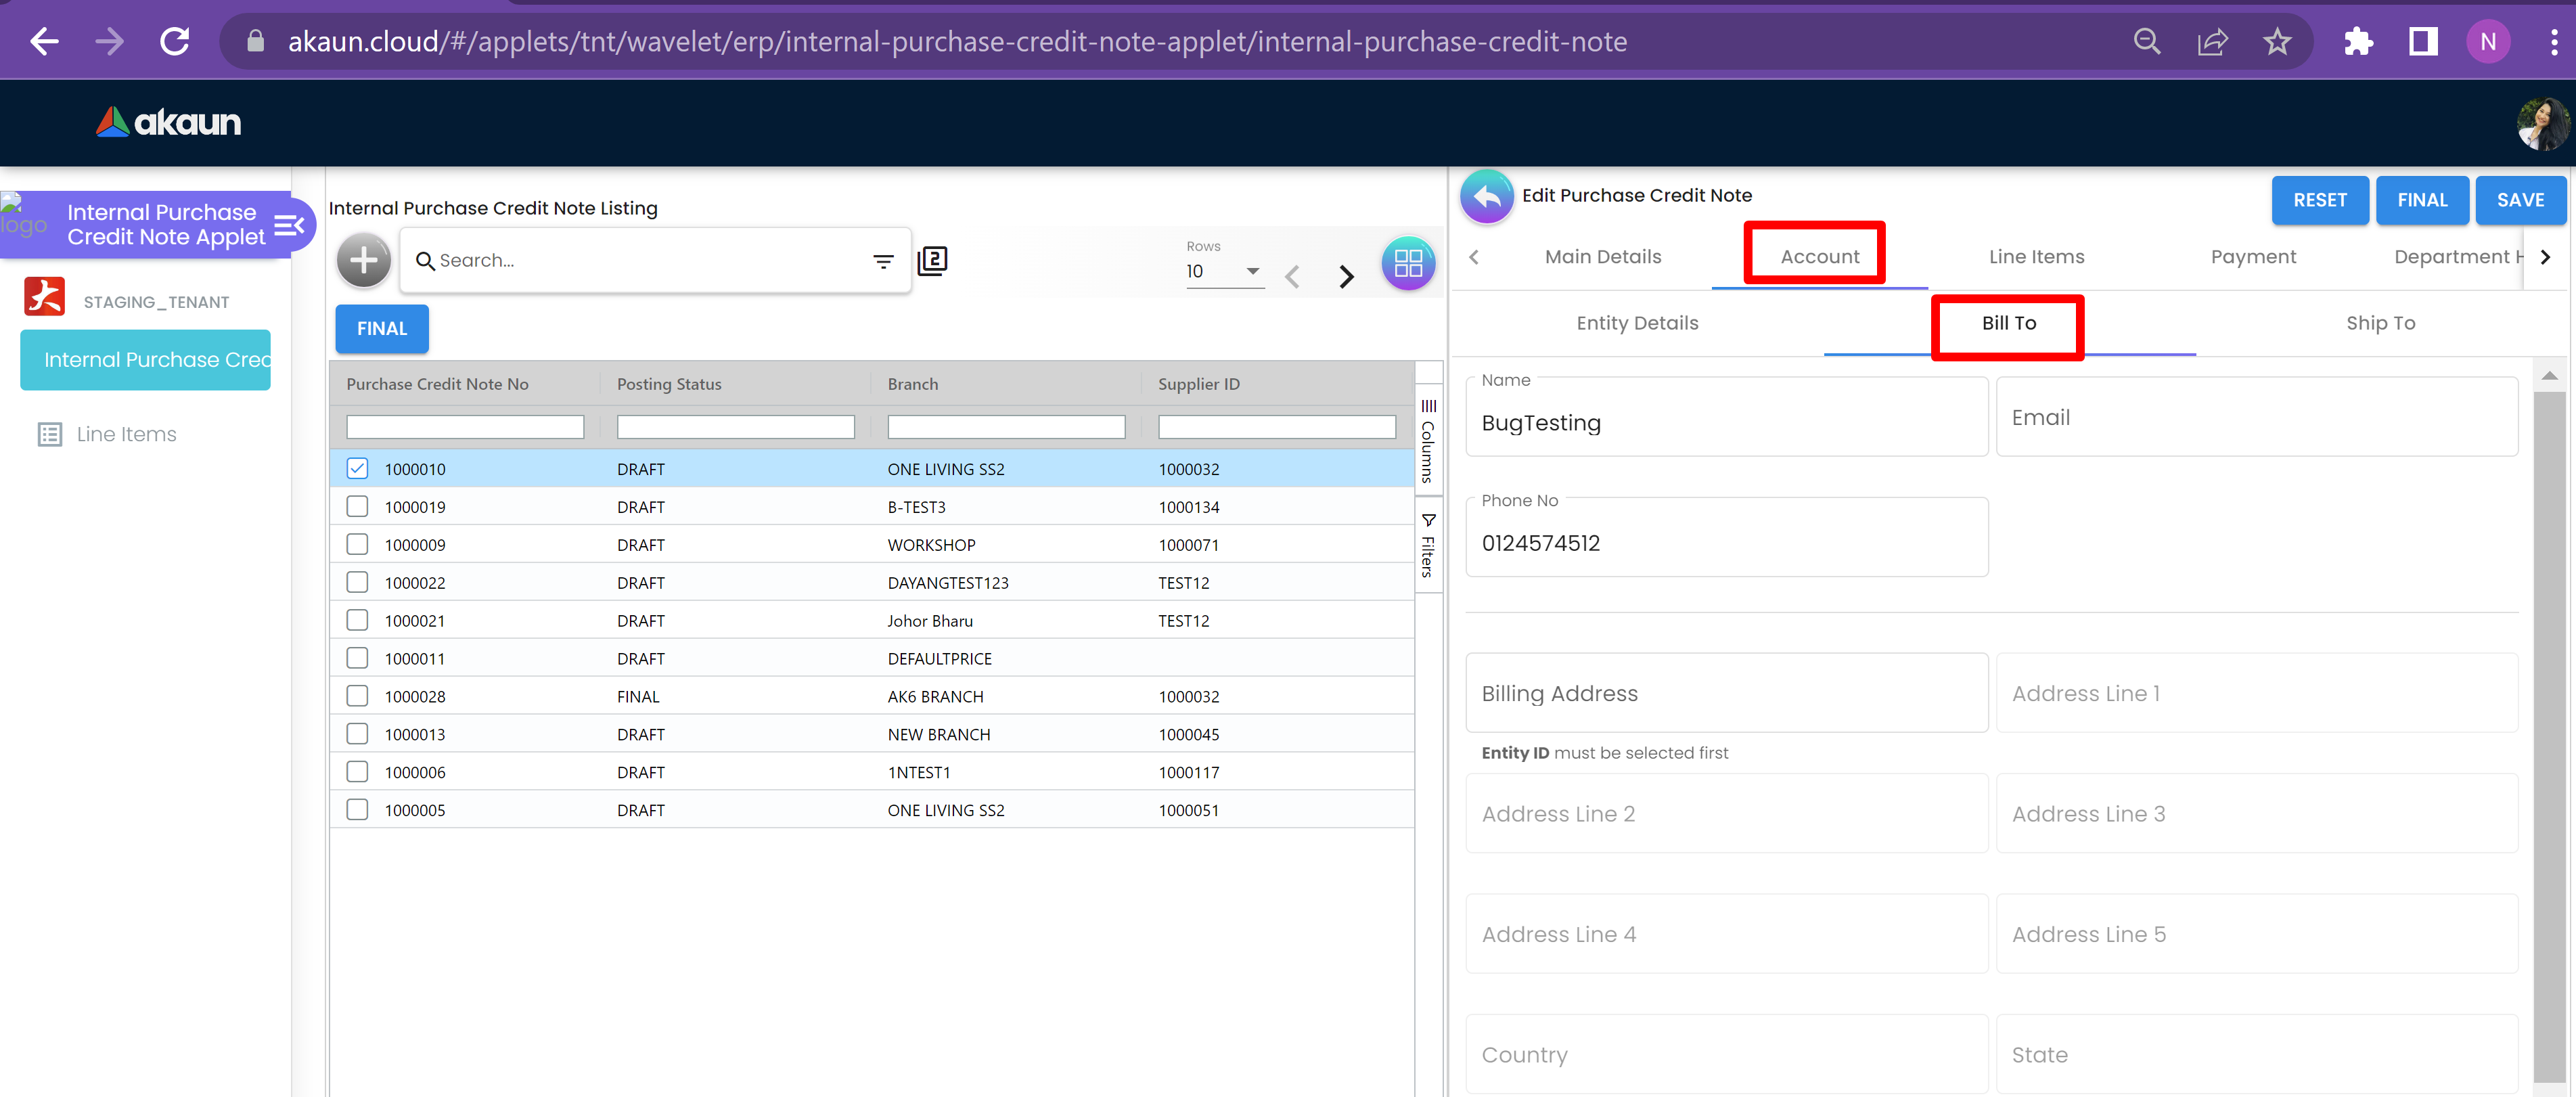 akaun.cloud/#/applets/tnt/wavelet/erp/internal-purchase-credit-note-applet/internal-purchase-credit-note
N
akaun
logo
Internal Purchase
Credit Note Applet
STAGING_TENANT
Internal Purchase Cred
Line Items
Internal Purchase Credit Note Listing
Search...
2
Rows
10
FINAL
Purchase Credit Note No Posting Status Branch Supplier ID
1000010 DRAFT ONE LIVING SS2 1000032
1000019 DRAFT B-TEST3 1000134
1000009 DRAFT WORKSHOP 1000071
1000022 DRAFT DAYANGTEST123 TEST12
1000021 DRAFT Johor Bharu TEST12
1000011 DRAFT DEFAULTPRICE
1000028 FINAL AK6 BRANCH 1000032
1000013 DRAFT NEW BRANCH 1000045
1000006 DRAFT 1NTEST1 1000117
1000005 DRAFT ONE LIVING SS2 1000051
Columns
Filters
Edit Purchase Credit Note
RESET FINAL SAVE
Main Details Account Line Items Payment Department H
Entity Details Bill To Ship To
Name
BugTesting
Email
Phone No
0124574512
Billing Address
Address Line 1
Entity ID must be selected first
Address Line 2
Address Line 3
Address Line 4
Address Line 5
Country
State